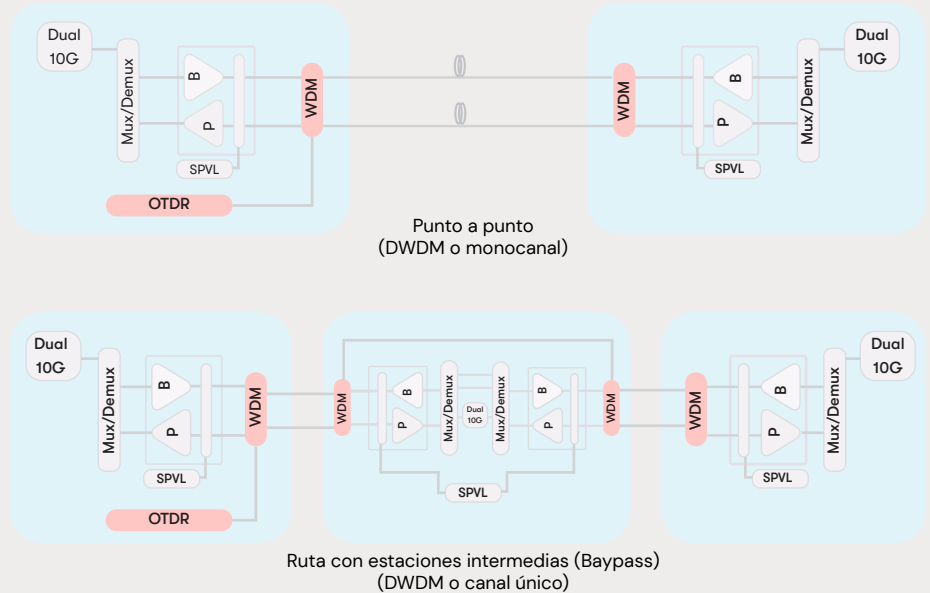 Dual
10G
Mux/Demux
B
P
SPVL
WDM
OTDR
WDM
B
P
SPVL
Mux/Demux
Dual
10G
Punto a punto
(DWDM o monocanal)
Dual
10G
Mux/Demux
B
P
SPVL
WDM
OTDR
WDM
B
P
Mux/Demux
Dual
10G
Mux/Demux
B
P
SPVL
WDM
WDM
B
P
SPVL
Mux/Demux
Dual
10G
Ruta con estaciones intermedias (Baypass)
(DWDM o canal único)